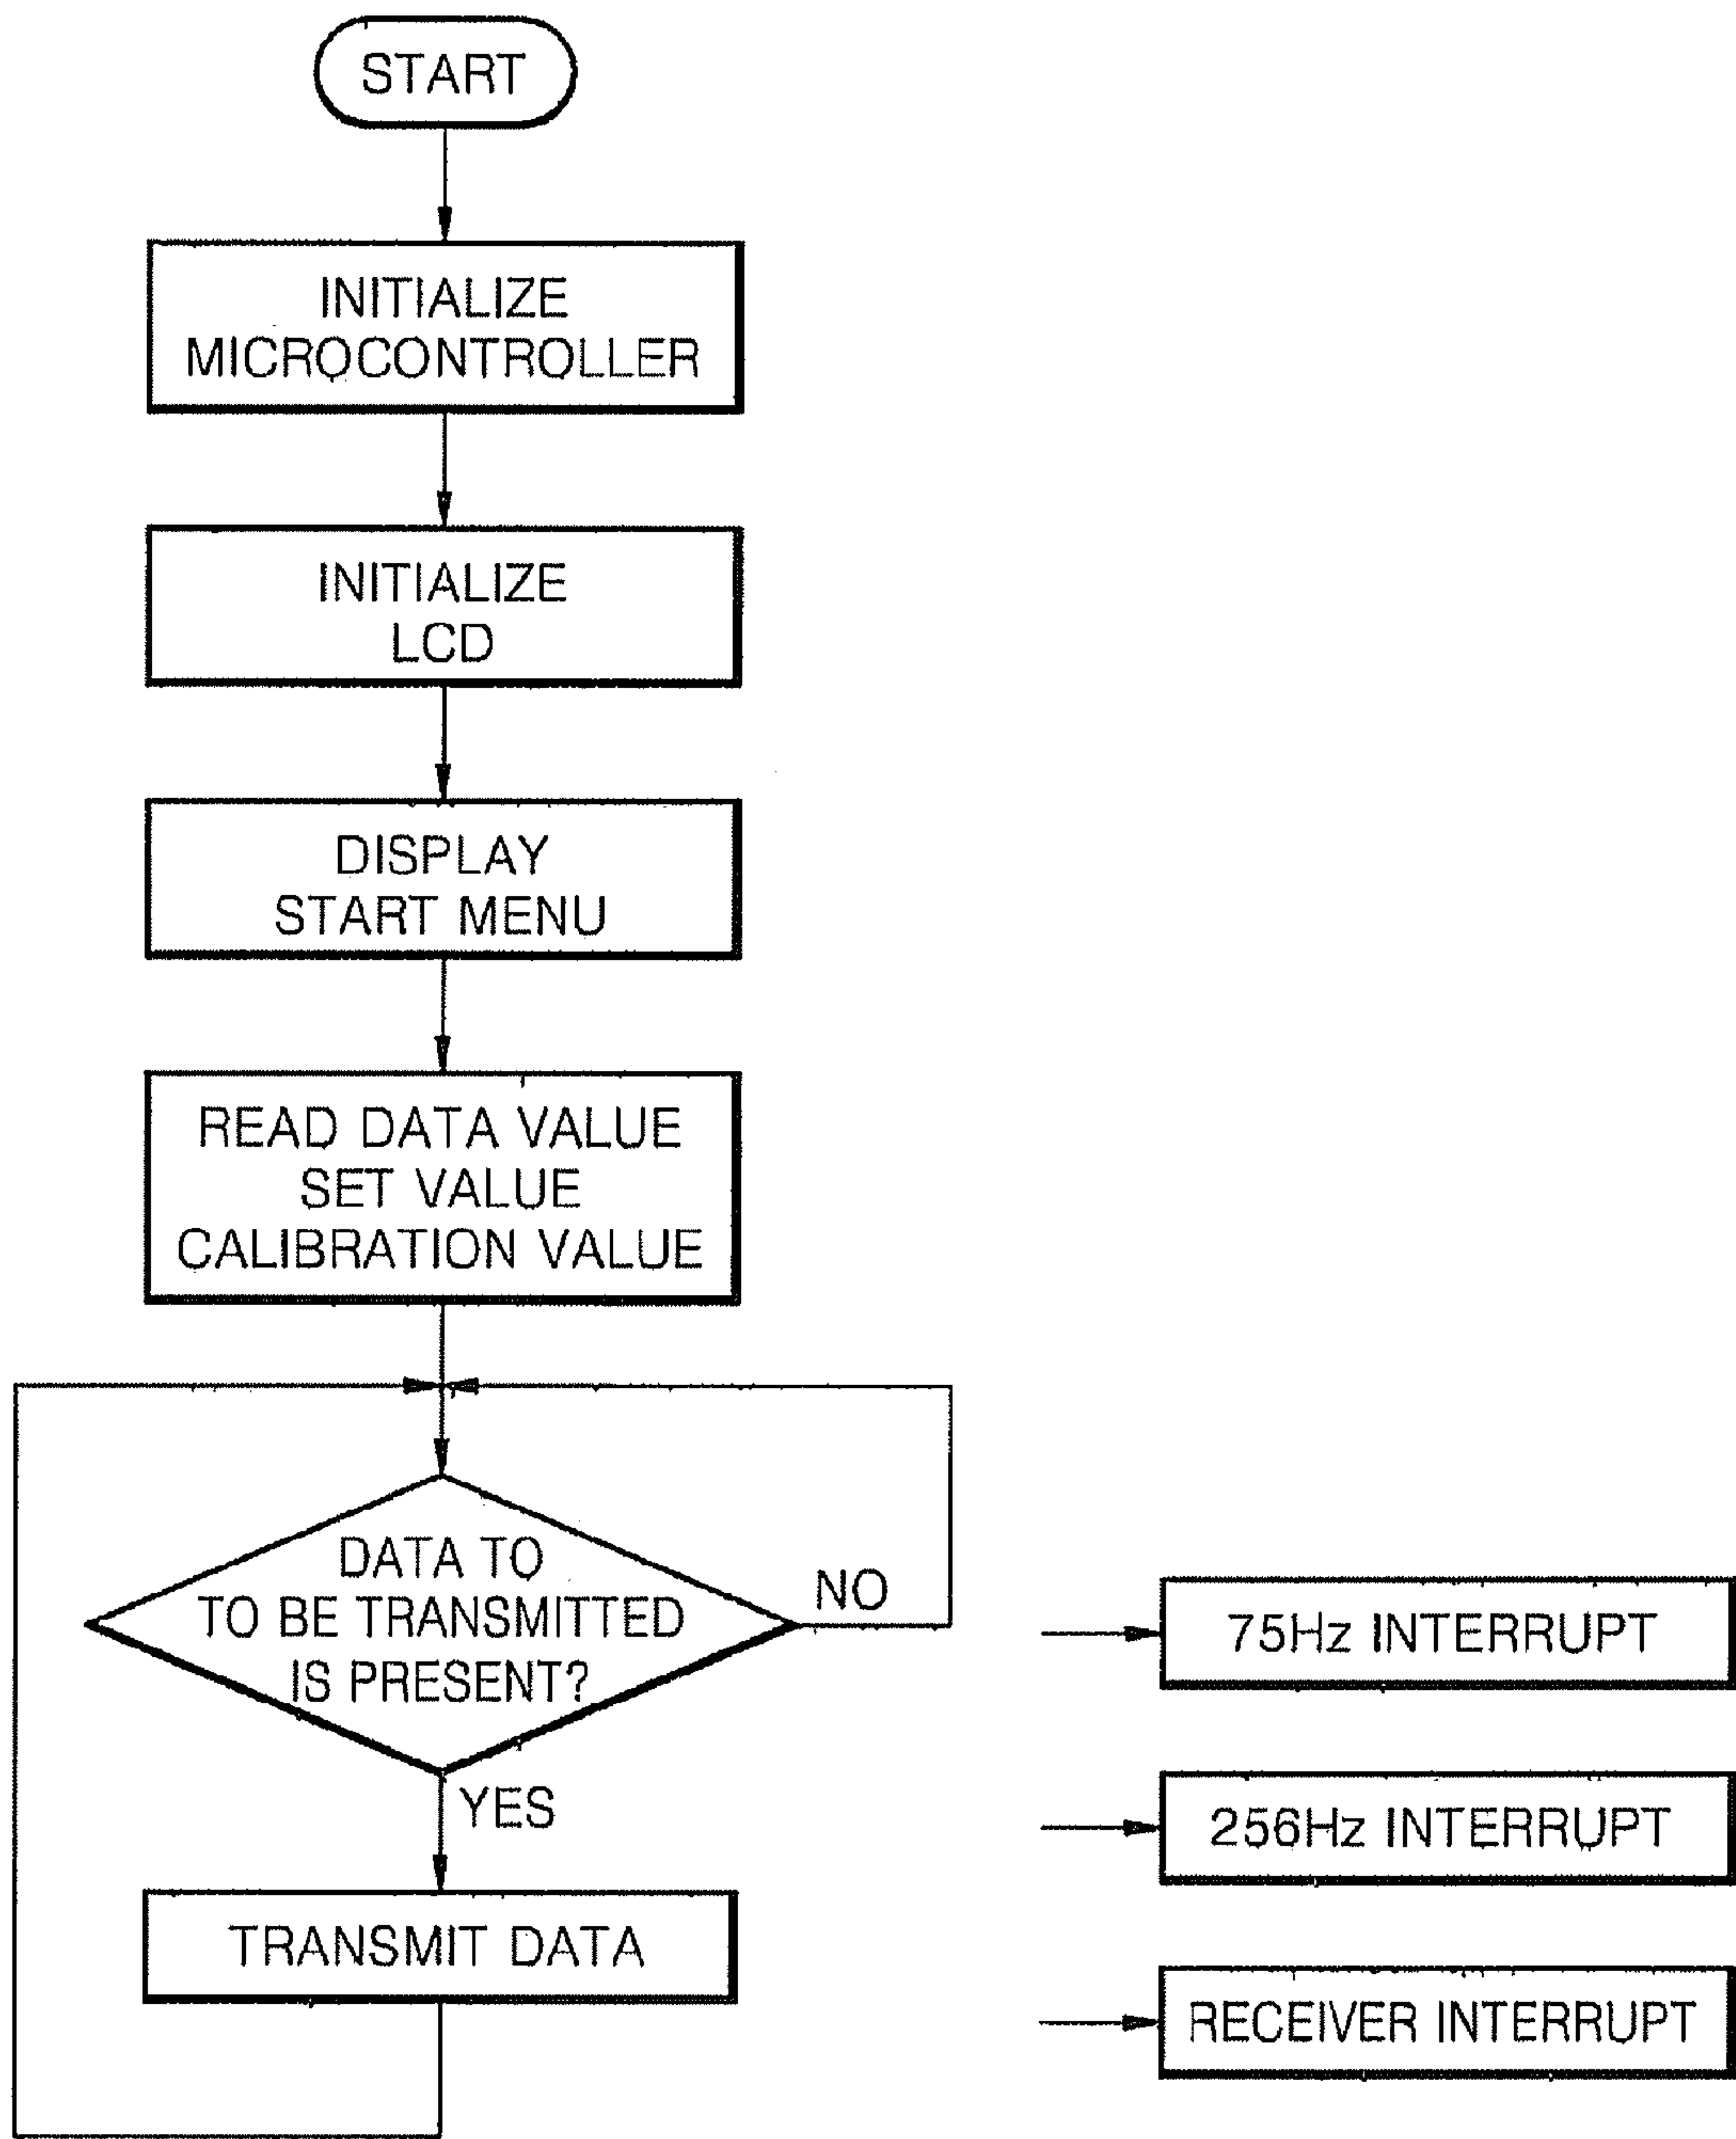 START
INITIALIZE
MICROCONTROLLER
INITIALIZE
LCD
DISPLAY
START MENU
READ DATA VALUE
SET VALUE
CALIBRATION VALUE
DATA TO
TO BE TRANSMITTED
IS PRESENT?
NO
YES
TRANSMIT DATA
75Hz INTERRUPT
256Hz INTERRUPT
RECEIVER INTERRUPT